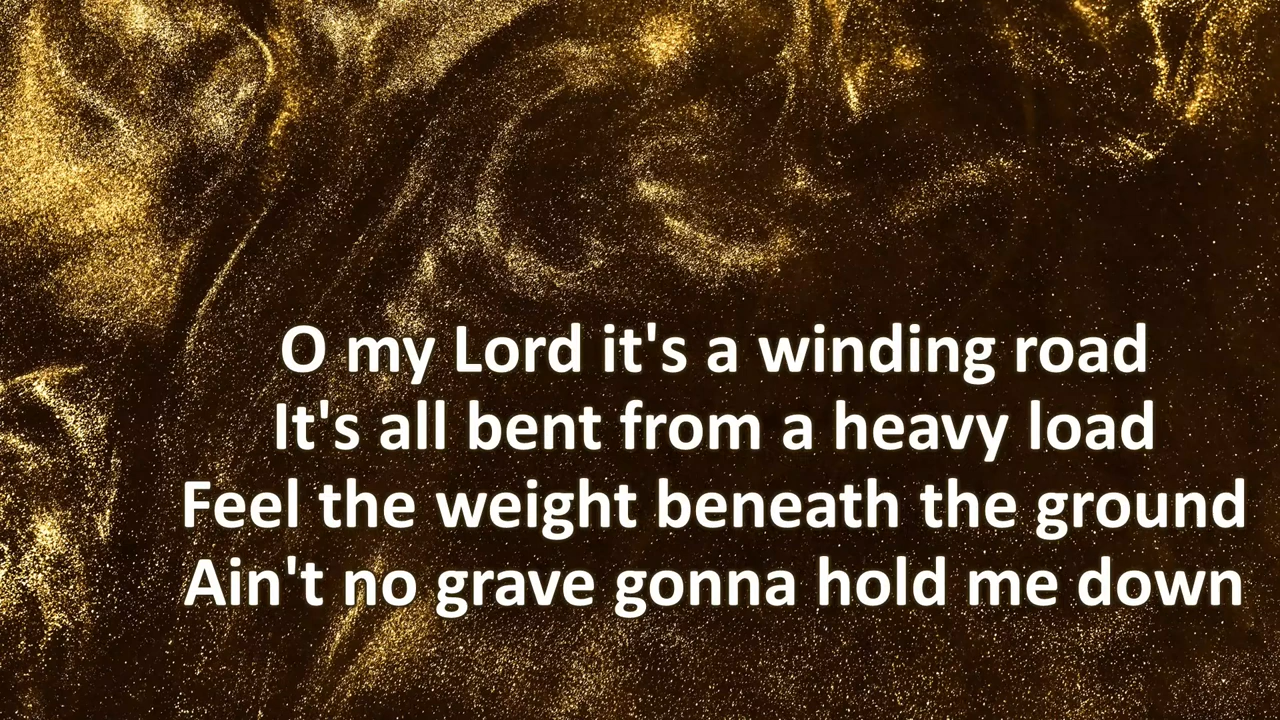 O my Lord it's a winding road
It's all bent from a heavy load
Feel the weight beneath the ground
Ain't no grave gonna hold me down